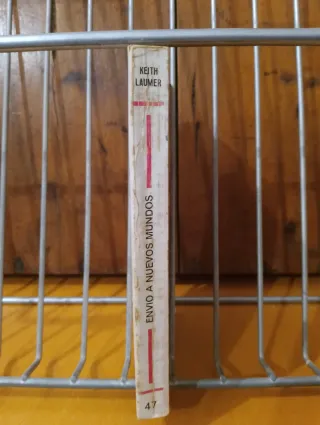 KEITH
LAUMER
ENVIO A NUEVOS MUNDOS
47